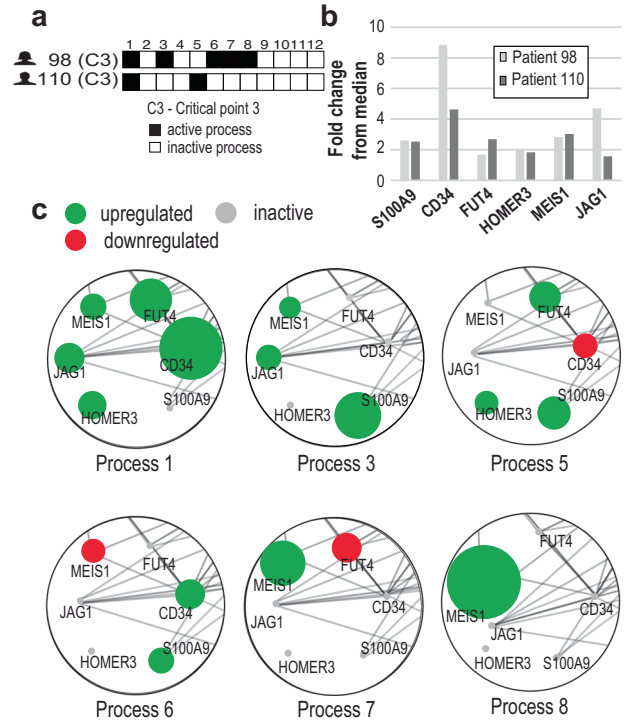 a
1 2 3 4 5 6 7 8 9 10 11 12
98 (C3)
110 (C3)
C3 - Critical point 3
active process
inactive process
b
Fold change
from median
10
8
6
4
2
0
Patient 98
Patient 110
S100A9
CD34
FUT4
HOMER3
MEIS1
JAG1
c
upregulated
inactive
downregulated
MEIS1
FUT4
JAG1
CD34
HOMER3
S100A9
Process 1
MEIS1
FUT4
JAG1
CD34
HOMER3
S100A9
Process 3
MEIS1
FUT4
JAG1
CD34
HOMER3
S100A9
Process 5
MEIS1
FUT4
JAG1
CD34
HOMER3
S100A9
Process 6
MEIS1
FUT4
JAG1
CD34
HOMER3
S100A9
Process 7
MEIS1
FUT4
JAG1
CD34
HOMER3
S100A9
Process 8